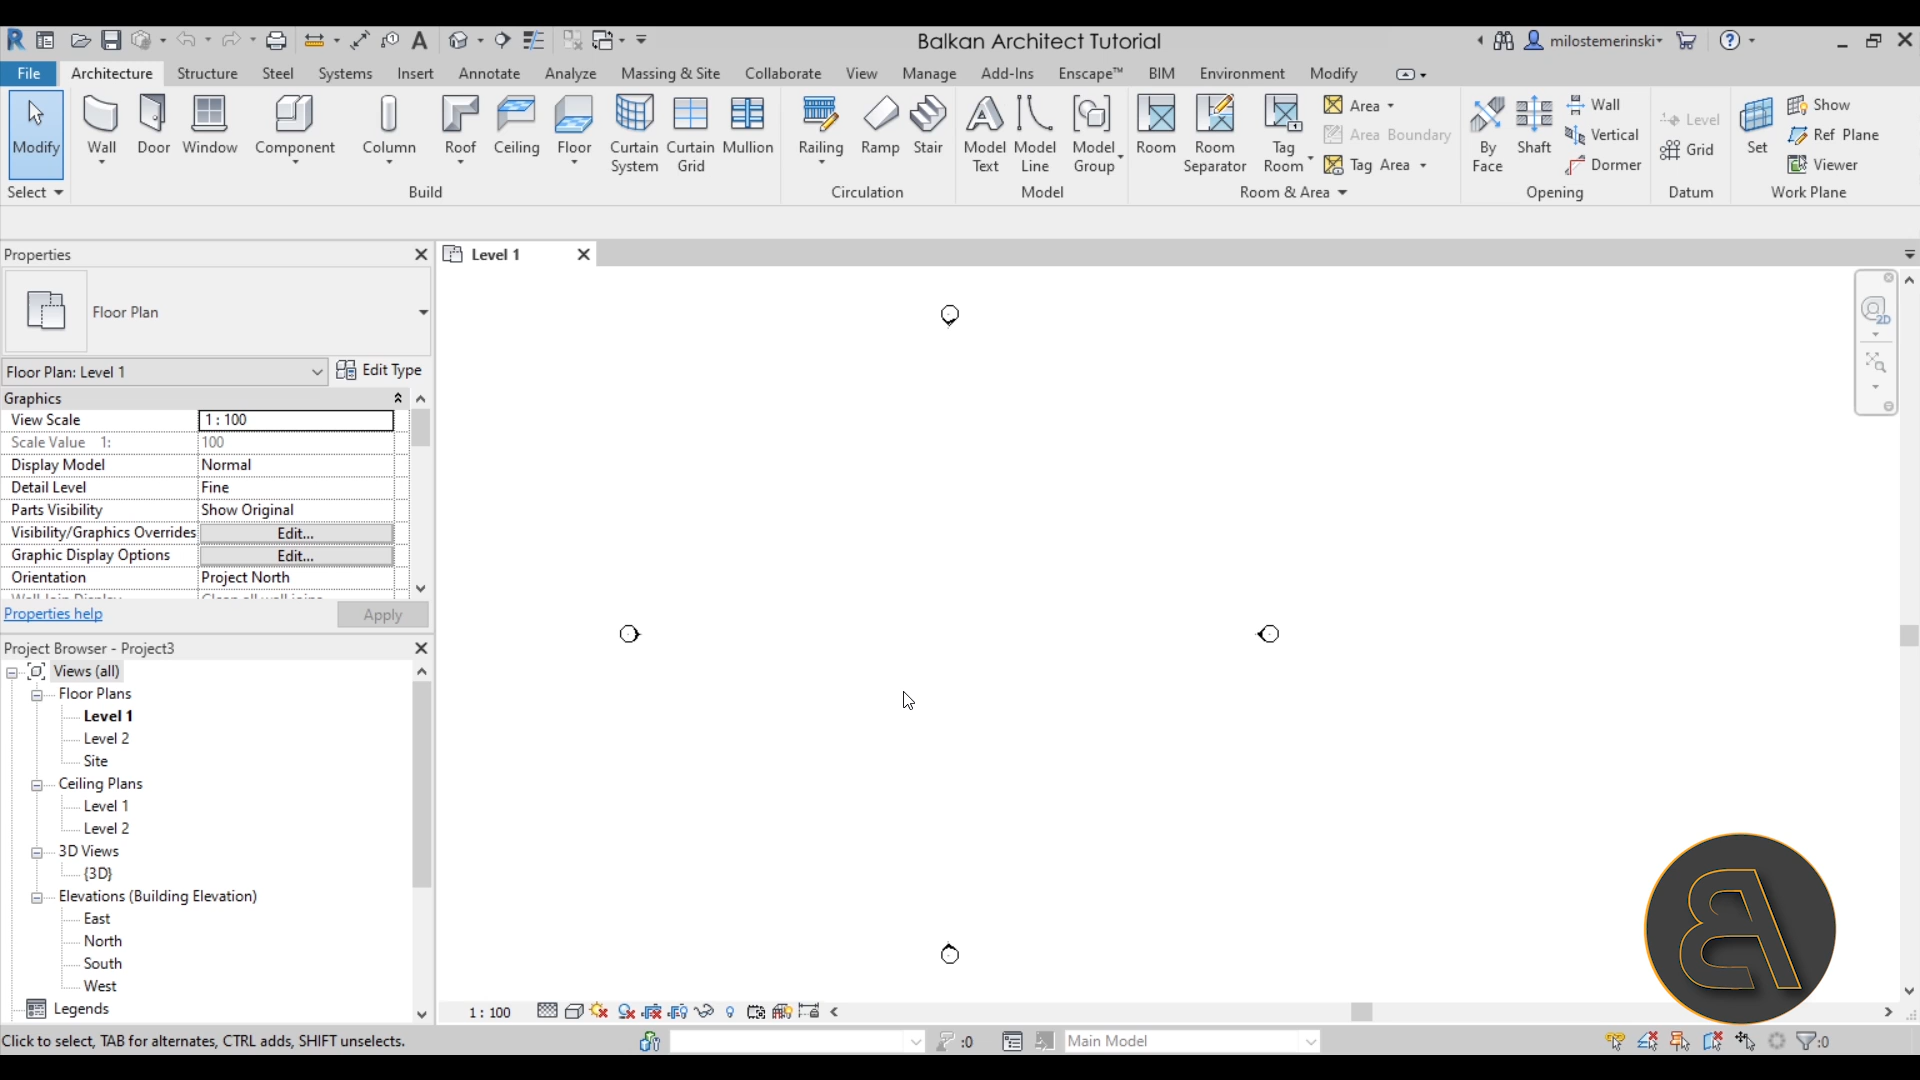 Balkan Architect Tutorial
milostemerinski
File Architecture Structure Steel Systems Insert Annotate Analyze Massing & Site Collaborate View Manage Add-Ins Enscape™ BIM Environment Modify
Modify
Wall
Door
Window
Component
Column
Roof
Ceiling
Floor
Curtain System
Curtain Grid
Mullion
Railing
Ramp
Stair
Model Text
Model Line
Model Group
Room
Room Separator
Tag Room
Area
Area Boundary
Tag Area
By Face
Shaft
Wall
Vertical
Dormer
Level
Grid
Set
Show
Ref Plane
Viewer
Select
Build
Circulation
Model
Room & Area
Opening
Datum
Work Plane
Properties
Level 1
Floor Plan
Floor Plan: Level 1
Edit Type
Graphics
View Scale 1 : 100
Scale Value 1: 100
Display Model Normal
Detail Level Fine
Parts Visibility Show Original
Visibility/Graphics Overrides Edit...
Graphic Display Options Edit...
Orientation Project North
Wall Join Display Clean all wall joins
Properties help
Apply
Project Browser - Project3
Views (all)
Floor Plans
Level 1
Level 2
Site
Ceiling Plans
Level 1
Level 2
3D Views
{3D}
Elevations (Building Elevation)
East
North
South
West
Legends
2D
1 : 100
Click to select, TAB for alternates, CTRL adds, SHIFT unselects.
:0
Main Model
:0